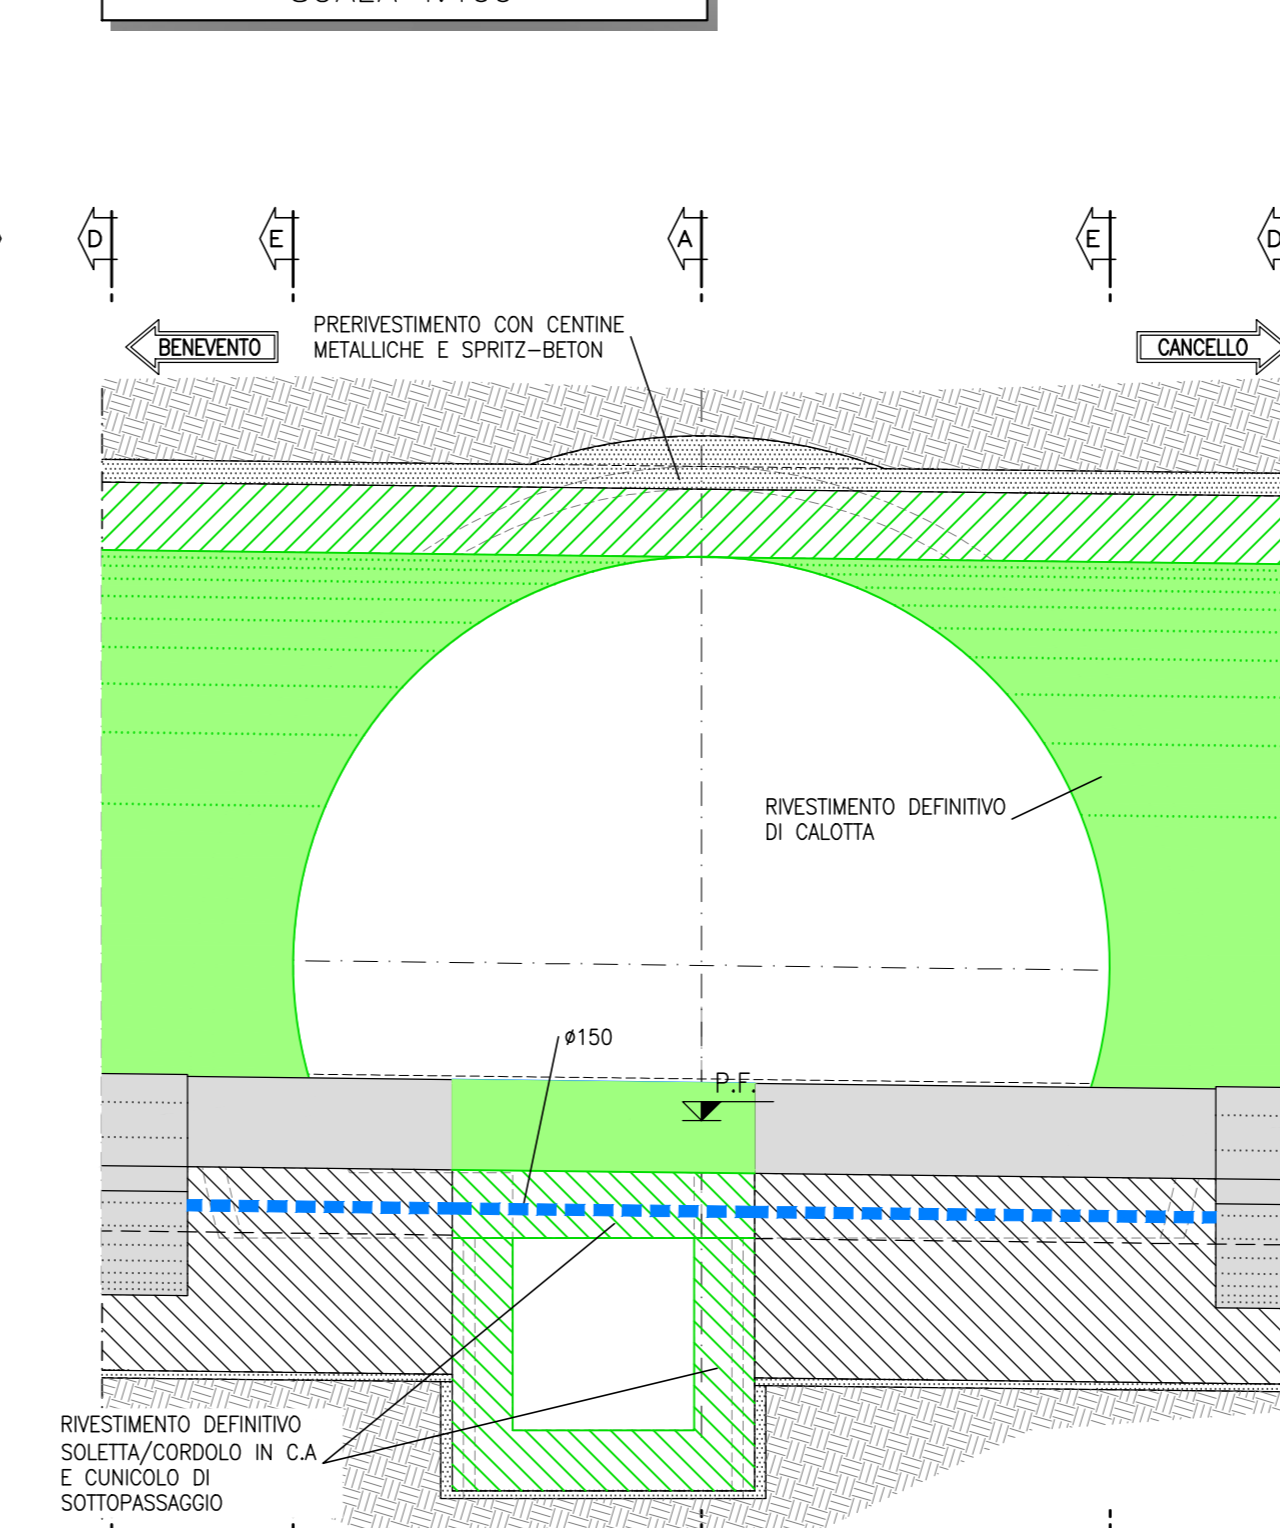 D
E
A
E
D
BENEVENTO
PRERIVESTIMENTO CON CENTINE
METALLICHE E SPRITZ-BETON
CANCELLO
RIVESTIMENTO DEFINITIVO
DI CALOTTA
ø150
P.F.
RIVESTIMENTO DEFINITIVO
SOLETTA/CORDOLO IN C.A
E CUNICOLO DI
SOTTOPASSAGGIO